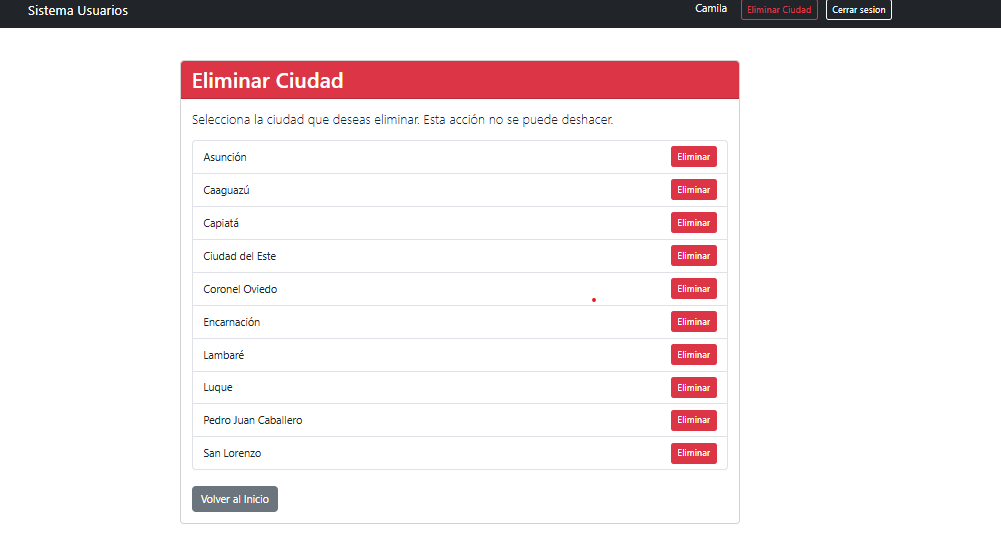 Sistema Usuarios Camila Eliminar Ciudad Cerrar sesion
Eliminar Ciudad
Selecciona la ciudad que deseas eliminar. Esta acción no se puede deshacer.
Asunción Eliminar
Caaguazú Eliminar
Capiatá Eliminar
Ciudad del Este Eliminar
Coronel Oviedo Eliminar
Encarnación Eliminar
Lambaré Eliminar
Luque Eliminar
Pedro Juan Caballero Eliminar
San Lorenzo Eliminar
Volver al Inicio